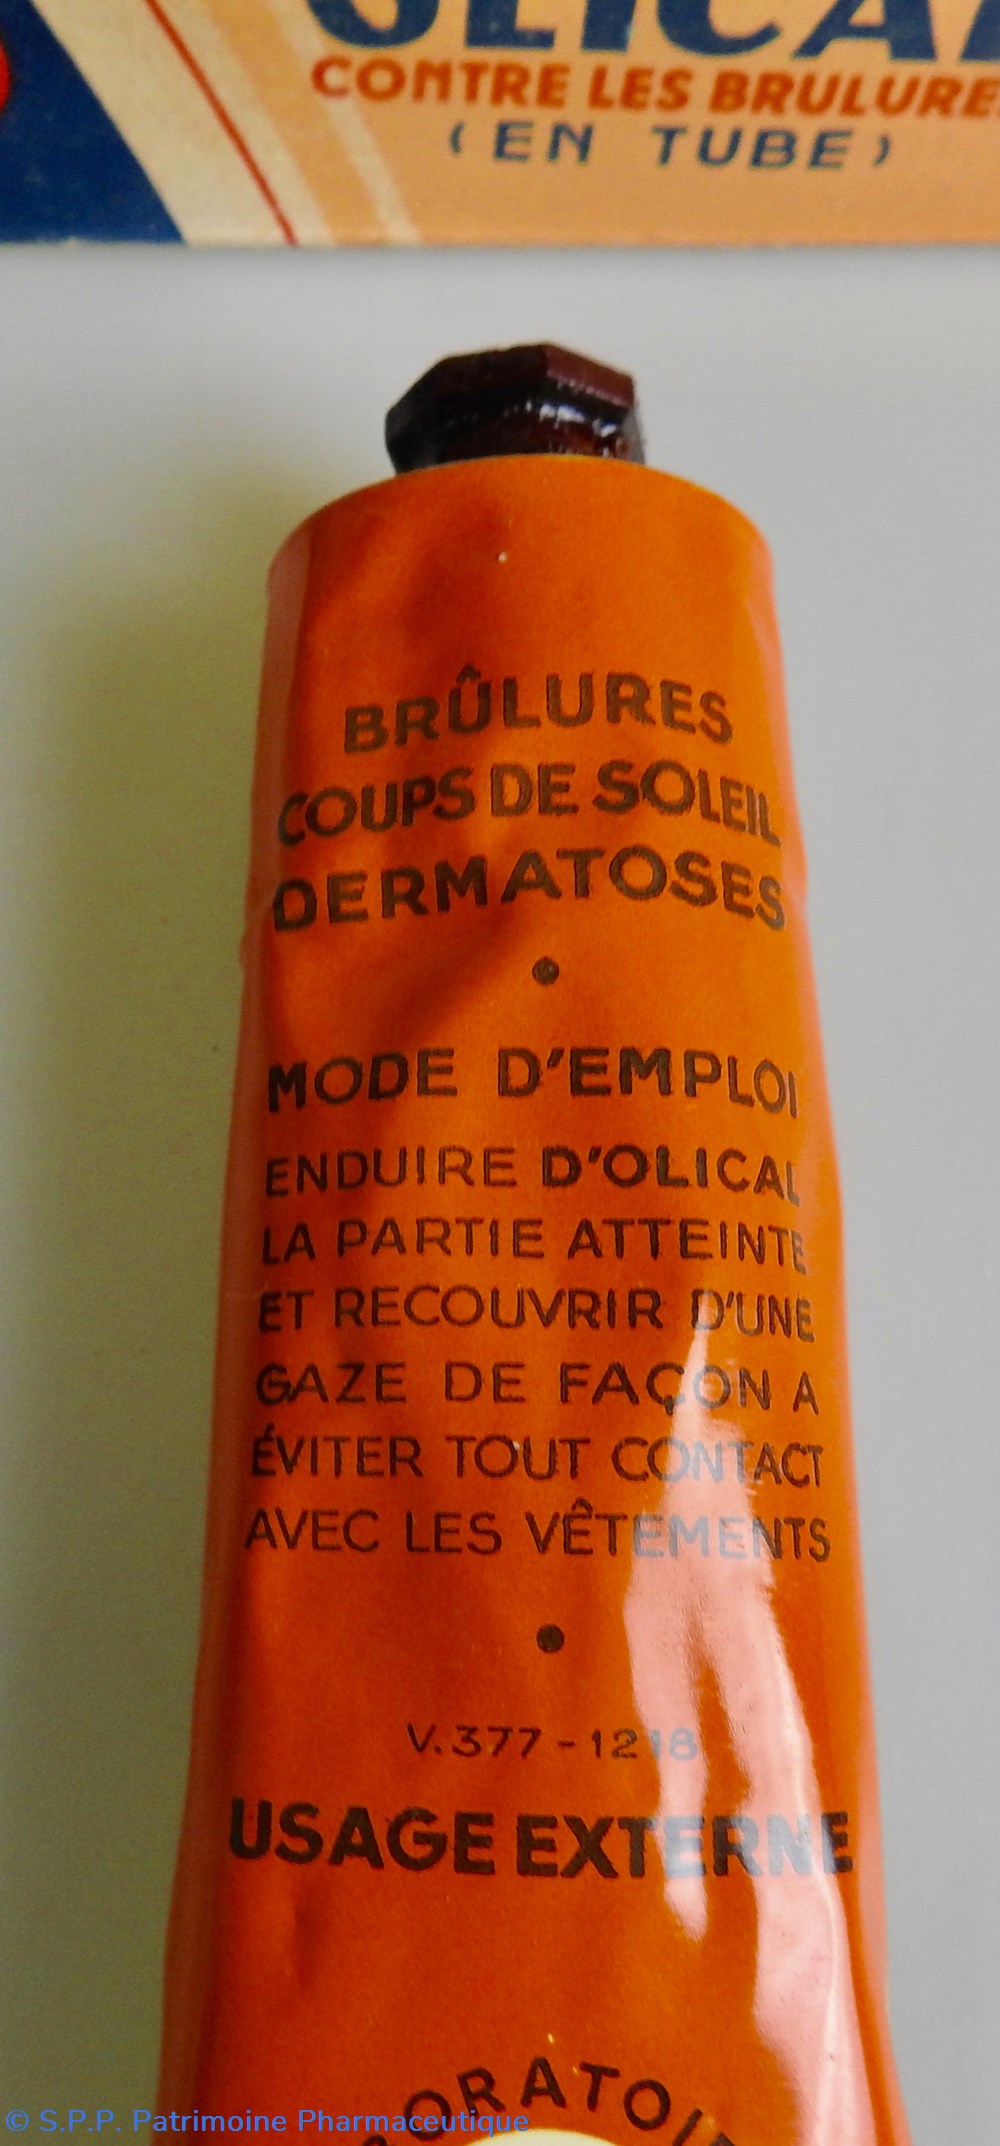 OLICAL
CONTRE LES BRULURES
(EN TUBE)
BRÛLURES
COUPS DE SOLEIL
DERMATOSES
•
MODE D'EMPLOI
ENDUIRE D'OLICAL
LA PARTIE ATTEINTE
ET RECOUVRIR D'UNE
GAZE DE FAÇON A
ÉVITER TOUT CONTACT
AVEC LES VÊTEMENTS
•
V.377-1218
USAGE EXTERNE
© S.P.P. Patrimoine Pharmaceutique